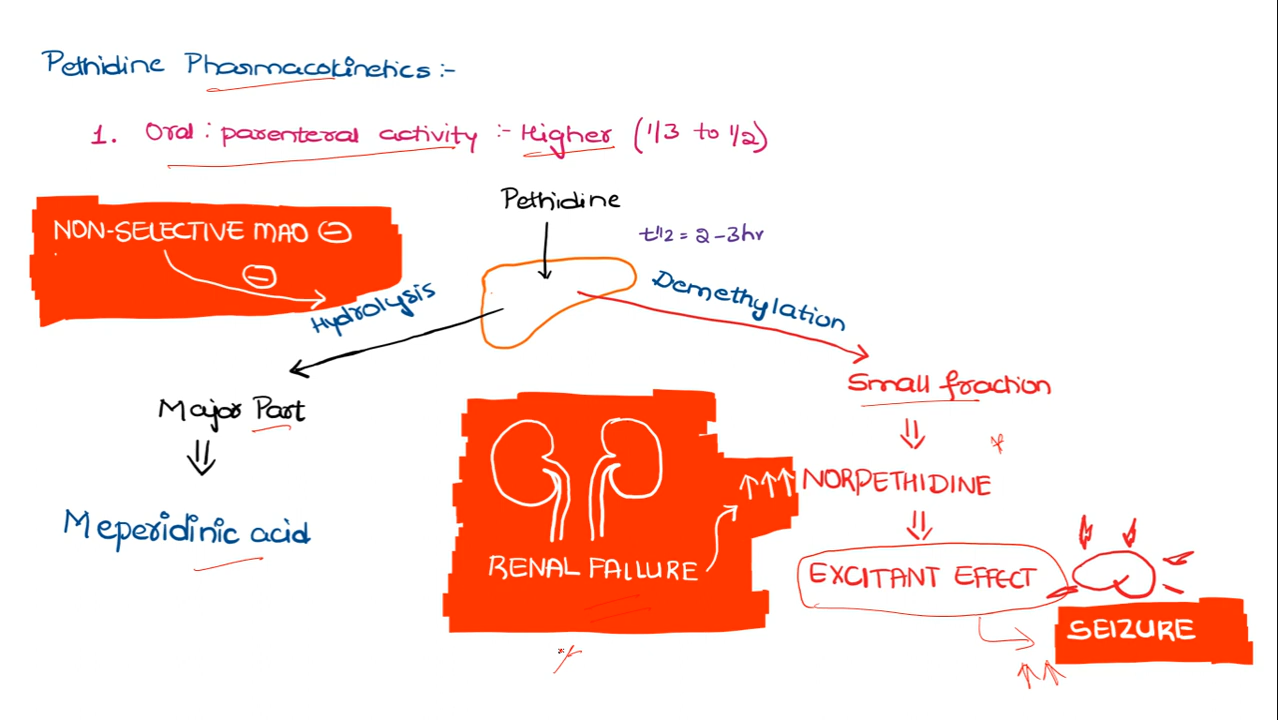 Pethidine Pharmacokinetics :-
1. Oral : parenteral activity :- Higher (1/3 to 1/2)
Pethidine
NON-SELECTIVE MAO ⊖
t1/2 = 2-3hr
⊖
Hydrolysis
Demethylation
Small fraction
Major Part
⇓
⇓
↑↑↑ NORPETHIDINE
Meperidinic acid
⇓
RENAL FAILURE
EXCITANT EFFECT
SEIZURE
↑↑